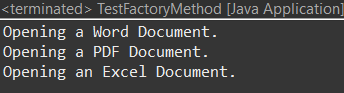 <terminated> TestFactoryMethod [Java Application]
Opening a Word Document.
Opening a PDF Document.
Opening an Excel Document.